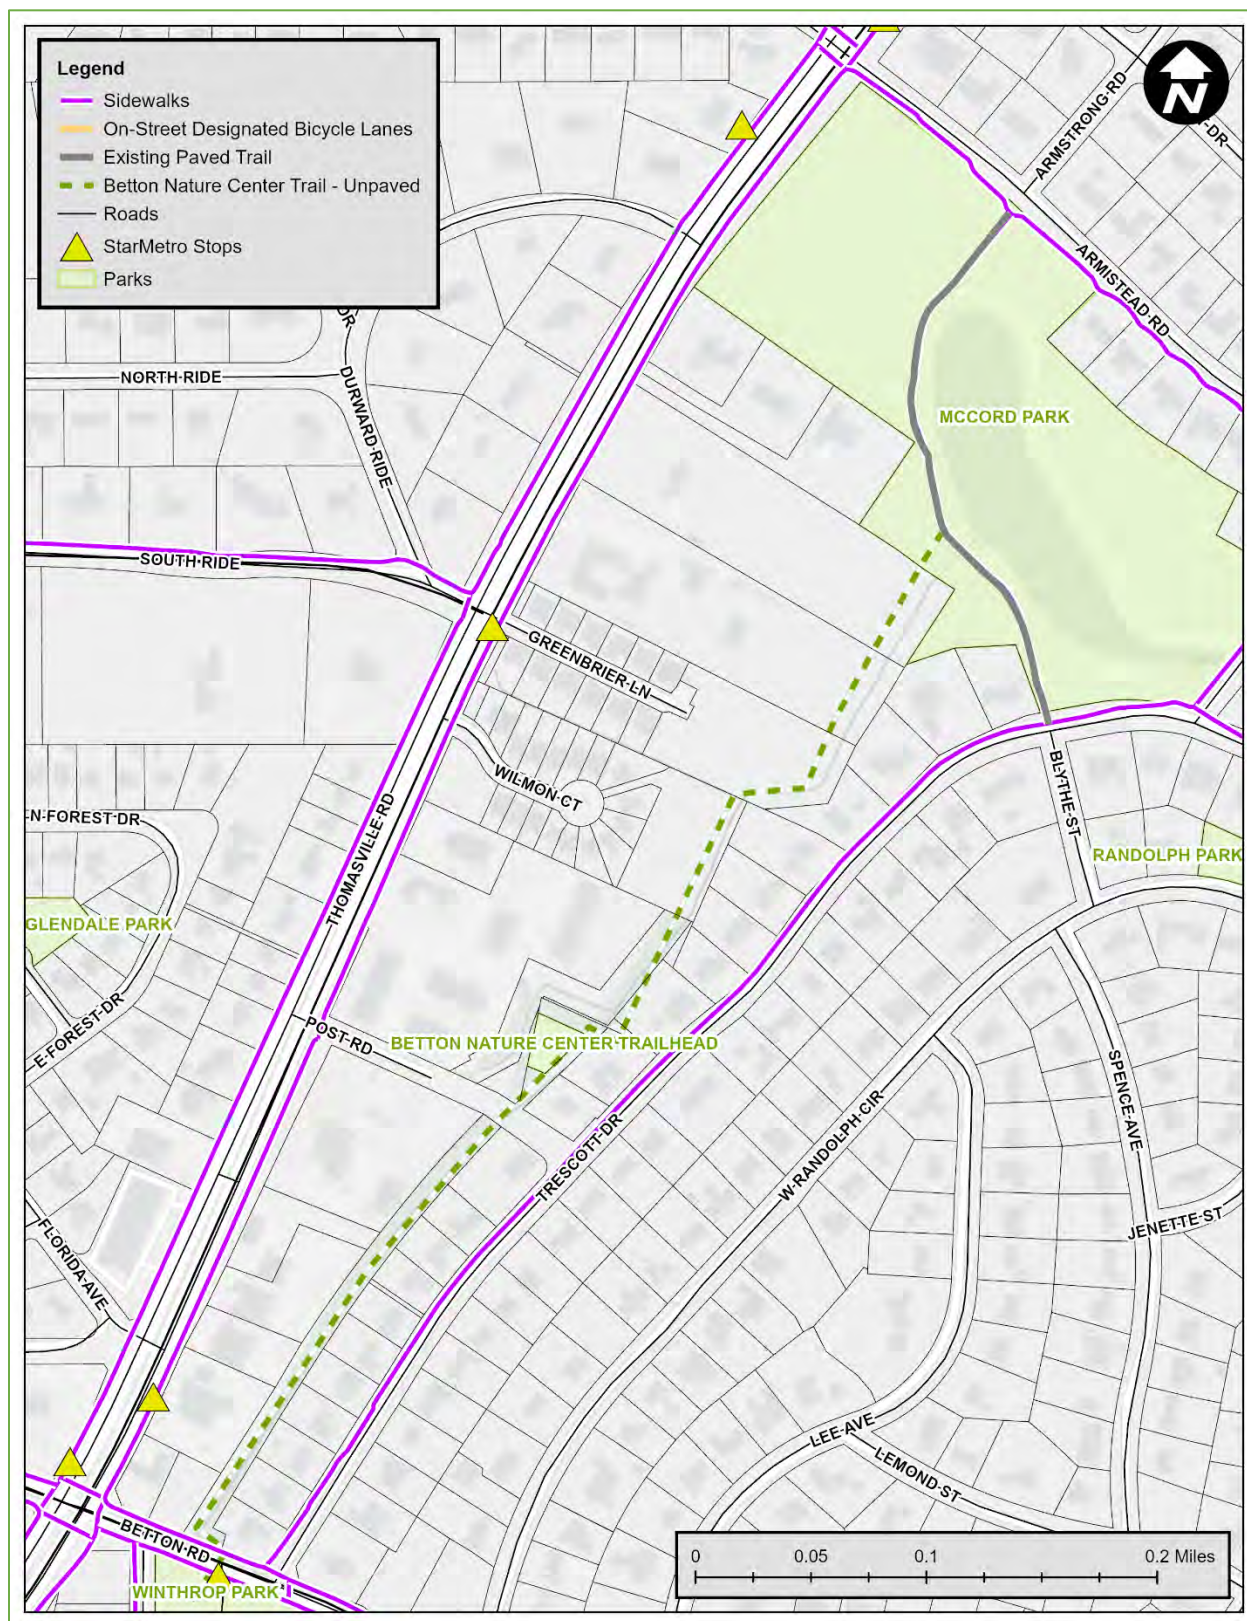 Legend
Sidewalks
On-Street Designated Bicycle Lanes
Existing Paved Trail
Betton Nature Center Trail - Unpaved
Roads
StarMetro Stops
Parks
N
ARMSTRONG RD
DR
ARMISTEAD RD
DR
NORTH RIDE
DURWARD RIDE
MCCORD PARK
SOUTH RIDE
GREENBRIER LN
WILMON CT
BLYTHE ST
THOMASVILLE RD
N FOREST DR
RANDOLPH PARK
GLENDALE PARK
E FOREST DR
POST RD
BETTON NATURE CENTER TRAILHEAD
SPENCE AVE
W RANDOLPH CIR
TRESCOTT DR
JENETTE ST
FLORIDA AVE
LEE AVE
LEMOND ST
BETTON RD
WINTHROP PARK
0 0.05 0.1 0.2 Miles